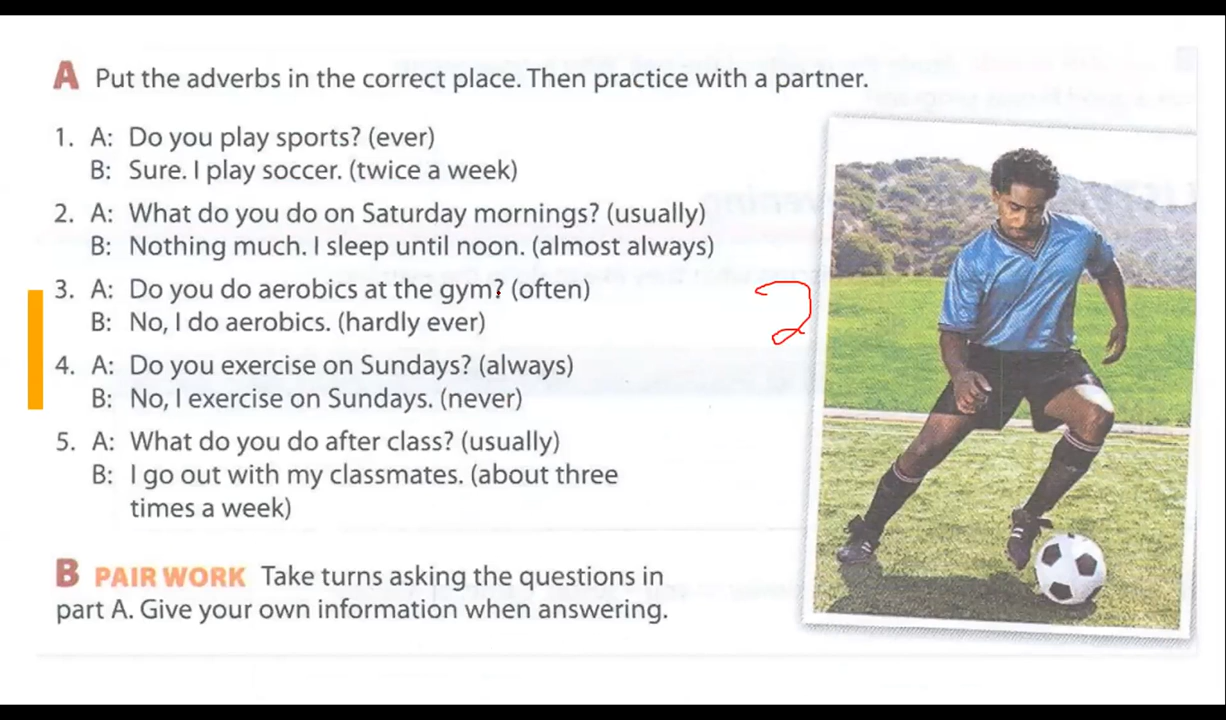 A Put the adverbs in the correct place. Then practice with a partner.
1. A: Do you play sports? (ever)
B: Sure. I play soccer. (twice a week)
2. A: What do you do on Saturday mornings? (usually)
B: Nothing much. I sleep until noon. (almost always)
3. A: Do you do aerobics at the gym? (often)
B: No, I do aerobics. (hardly ever)
4. A: Do you exercise on Sundays? (always)
B: No, I exercise on Sundays. (never)
5. A: What do you do after class? (usually)
B: I go out with my classmates. (about three
times a week)
B PAIR WORK Take turns asking the questions in
part A. Give your own information when answering.